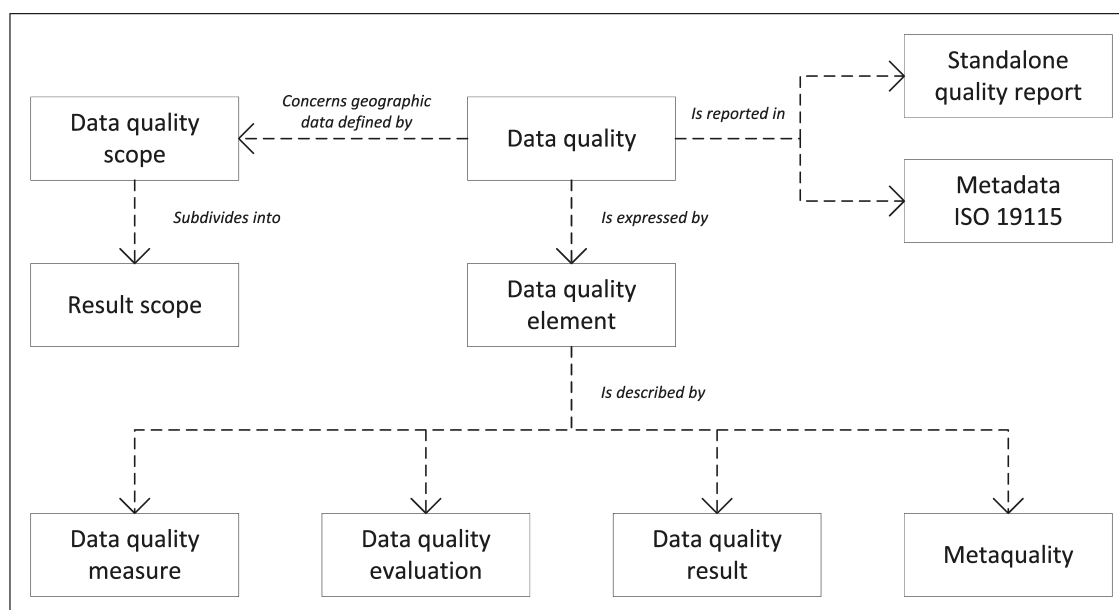 Standalone
quality report
Concerns geographic
data defined by
Is reported in
Data quality
scope
Data quality
Metadata
ISO 19115
Subdivides into
Is expressed by
Result scope
Data quality
element
Is described by
Data quality
measure
Data quality
evaluation
Data quality
result
Metaquality